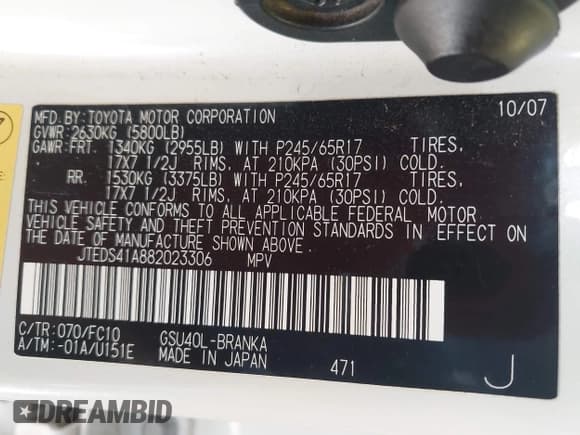 MFD. BY: TOYOTA MOTOR CORPORATION 10/07
GVWR: 2630KG (5800LB)
GAWR: FRT. 1340KG (2955LB) WITH P245/65R17 TIRES.
17X7 1/2J RIMS, AT 210KPA (30PSI) COLD.
RR. 1530KG (3375LB) WITH P245/65R17 TIRES.
17X7 1/2J RIMS, AT 210KPA (30PSI) COLD.
THIS VEHICLE CONFORMS TO ALL APPLICABLE FEDERAL MOTOR
VEHICLE SAFETY AND THEFT PREVENTION STANDARDS IN EFFECT ON
THE DATE OF MANUFACTURE SHOWN ABOVE.
JTEDS41A882023306 MPV
C/TR: 070/FC10 GSU40L-BRANKA
A/TM: -01A/U151E MADE IN JAPAN 471 J
DREAMBID